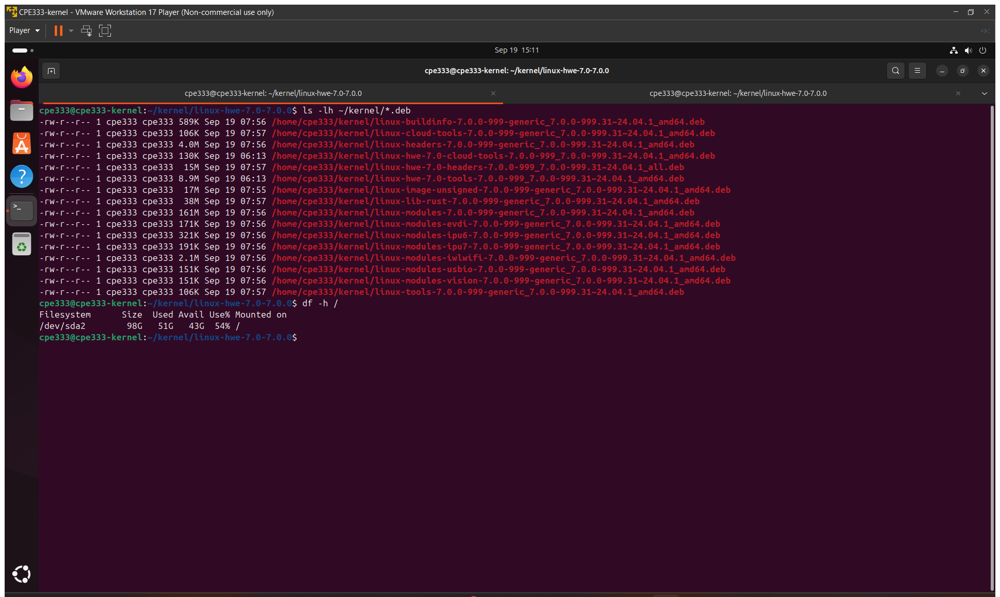 CPE333-kernel - VMware Workstation 17 Player (Non-commercial use only)
Player
Sep 19 15:11
cpe333@cpe333-kernel: ~/kernel/linux-hwe-7.0-7.0.0
cpe333@cpe333-kernel: ~/kernel/linux-hwe-7.0-7.0.0
cpe333@cpe333-kernel: ~/kernel/linux-hwe-7.0-7.0.0
cpe333@cpe333-kernel:~/kernel/linux-hwe-7.0-7.0.0$ ls -lh ~/kernel/*.deb
-rw-r--r-- 1 cpe333 cpe333 589K Sep 19 07:56 /home/cpe333/kernel/linux-buildinfo-7.0.0-999-generic_7.0.0-999.31~24.04.1_amd64.deb
-rw-r--r-- 1 cpe333 cpe333 106K Sep 19 07:57 /home/cpe333/kernel/linux-cloud-tools-7.0.0-999-generic_7.0.0-999.31~24.04.1_amd64.deb
-rw-r--r-- 1 cpe333 cpe333 4.0M Sep 19 07:56 /home/cpe333/kernel/linux-headers-7.0.0-999-generic_7.0.0-999.31~24.04.1_amd64.deb
-rw-r--r-- 1 cpe333 cpe333 130K Sep 19 06:13 /home/cpe333/kernel/linux-hwe-7.0-cloud-tools-7.0.0-999_7.0.0-999.31~24.04.1_amd64.deb
-rw-r--r-- 1 cpe333 cpe333  15M Sep 19 07:57 /home/cpe333/kernel/linux-hwe-7.0-headers-7.0.0-999_7.0.0-999.31~24.04.1_all.deb
-rw-r--r-- 1 cpe333 cpe333 8.9M Sep 19 06:13 /home/cpe333/kernel/linux-hwe-7.0-tools-7.0.0-999_7.0.0-999.31~24.04.1_amd64.deb
-rw-r--r-- 1 cpe333 cpe333  17M Sep 19 07:55 /home/cpe333/kernel/linux-image-unsigned-7.0.0-999-generic_7.0.0-999.31~24.04.1_amd64.deb
-rw-r--r-- 1 cpe333 cpe333  38M Sep 19 07:57 /home/cpe333/kernel/linux-lib-rust-7.0.0-999-generic_7.0.0-999.31~24.04.1_amd64.deb
-rw-r--r-- 1 cpe333 cpe333 161M Sep 19 07:56 /home/cpe333/kernel/linux-modules-7.0.0-999-generic_7.0.0-999.31~24.04.1_amd64.deb
-rw-r--r-- 1 cpe333 cpe333 171K Sep 19 07:56 /home/cpe333/kernel/linux-modules-evdi-7.0.0-999-generic_7.0.0-999.31~24.04.1_amd64.deb
-rw-r--r-- 1 cpe333 cpe333 321K Sep 19 07:56 /home/cpe333/kernel/linux-modules-ipu6-7.0.0-999-generic_7.0.0-999.31~24.04.1_amd64.deb
-rw-r--r-- 1 cpe333 cpe333 191K Sep 19 07:56 /home/cpe333/kernel/linux-modules-ipu7-7.0.0-999-generic_7.0.0-999.31~24.04.1_amd64.deb
-rw-r--r-- 1 cpe333 cpe333 2.1M Sep 19 07:56 /home/cpe333/kernel/linux-modules-iwlwifi-7.0.0-999-generic_7.0.0-999.31~24.04.1_amd64.deb
-rw-r--r-- 1 cpe333 cpe333 151K Sep 19 07:56 /home/cpe333/kernel/linux-modules-usbio-7.0.0-999-generic_7.0.0-999.31~24.04.1_amd64.deb
-rw-r--r-- 1 cpe333 cpe333 151K Sep 19 07:56 /home/cpe333/kernel/linux-modules-vision-7.0.0-999-generic_7.0.0-999.31~24.04.1_amd64.deb
-rw-r--r-- 1 cpe333 cpe333 106K Sep 19 07:57 /home/cpe333/kernel/linux-tools-7.0.0-999-generic_7.0.0-999.31~24.04.1_amd64.deb
cpe333@cpe333-kernel:~/kernel/linux-hwe-7.0-7.0.0$ df -h /
Filesystem      Size  Used Avail Use% Mounted on
/dev/sda2        98G   51G   43G  54% /
cpe333@cpe333-kernel:~/kernel/linux-hwe-7.0-7.0.0$